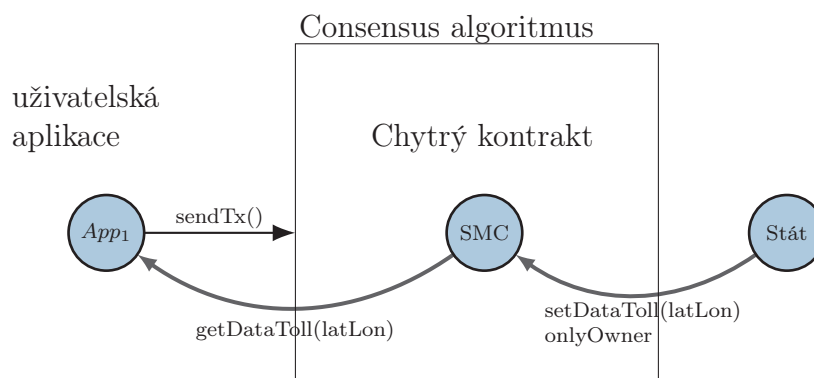 Consensus algoritmus
uživatelská
aplikace
Chytrý kontrakt
App₁
sendTx()
SMC
Stát
getDataToll(latLon)
setDataToll(latLon)
onlyOwner